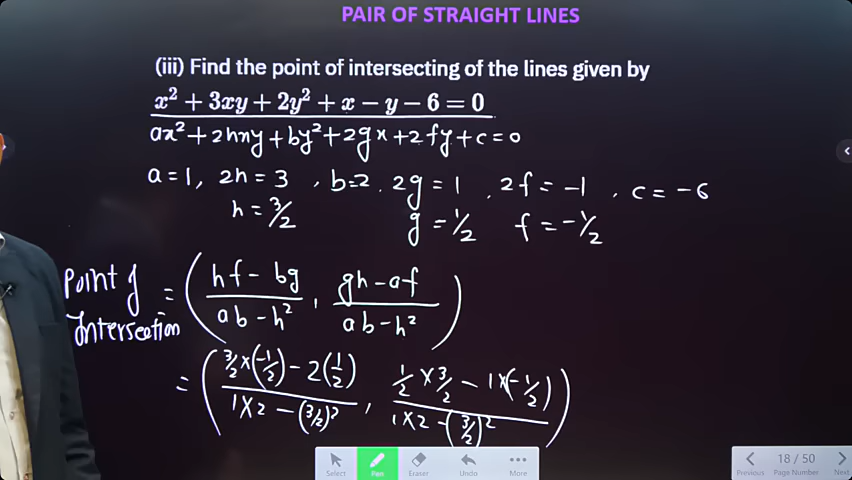 PAIR OF STRAIGHT LINES
(iii) Find the point of intersecting of the lines given by
x² + 3xy + 2y² + x − y − 6 = 0
ax² + 2hxy + by² + 2gx + 2fy + c = 0
a = 1, 2h = 3, b = 2, 2g = 1, 2f = −1, c = −6
h = 3/2 g = 1/2 f = −1/2
Point of Intersection = ( (hf − bg)/(ab − h²), (gh − af)/(ab − h²) )
= ( (3/2 × (−1/2) − 2(1/2))/(1×2 − (3/2)²), (1/2 × 3/2 − 1×(−1/2))/(1×2 − (3/2)²) )
Select Pen Eraser Undo More
18 / 50
Previous Page Number Next